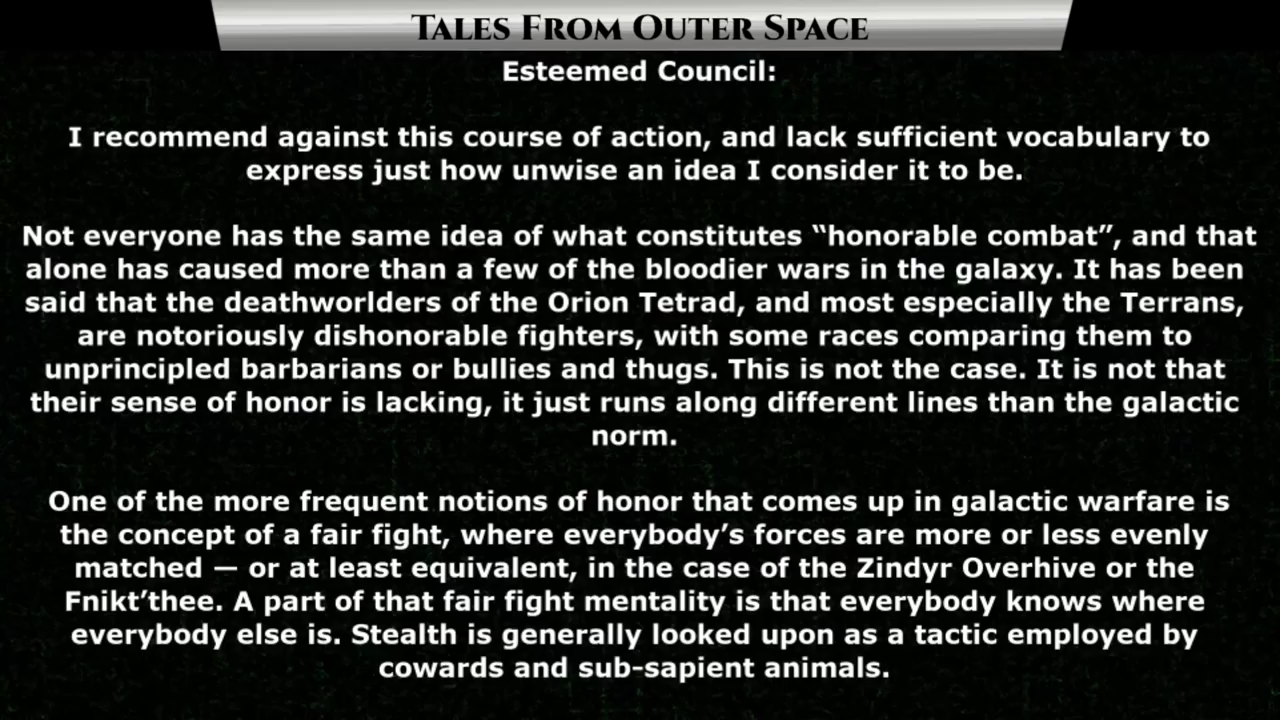 Tales From Outer Space
Esteemed Council:
I recommend against this course of action, and lack sufficient vocabulary to
express just how unwise an idea I consider it to be.
Not everyone has the same idea of what constitutes “honorable combat”, and that
alone has caused more than a few of the bloodier wars in the galaxy. It has been
said that the deathworlders of the Orion Tetrad, and most especially the Terrans,
are notoriously dishonorable fighters, with some races comparing them to
unprincipled barbarians or bullies and thugs. This is not the case. It is not that
their sense of honor is lacking, it just runs along different lines than the galactic
norm.
One of the more frequent notions of honor that comes up in galactic warfare is
the concept of a fair fight, where everybody’s forces are more or less evenly
matched — or at least equivalent, in the case of the Zindyr Overhive or the
Fnikt’thee. A part of that fair fight mentality is that everybody knows where
everybody else is. Stealth is generally looked upon as a tactic employed by
cowards and sub-sapient animals.